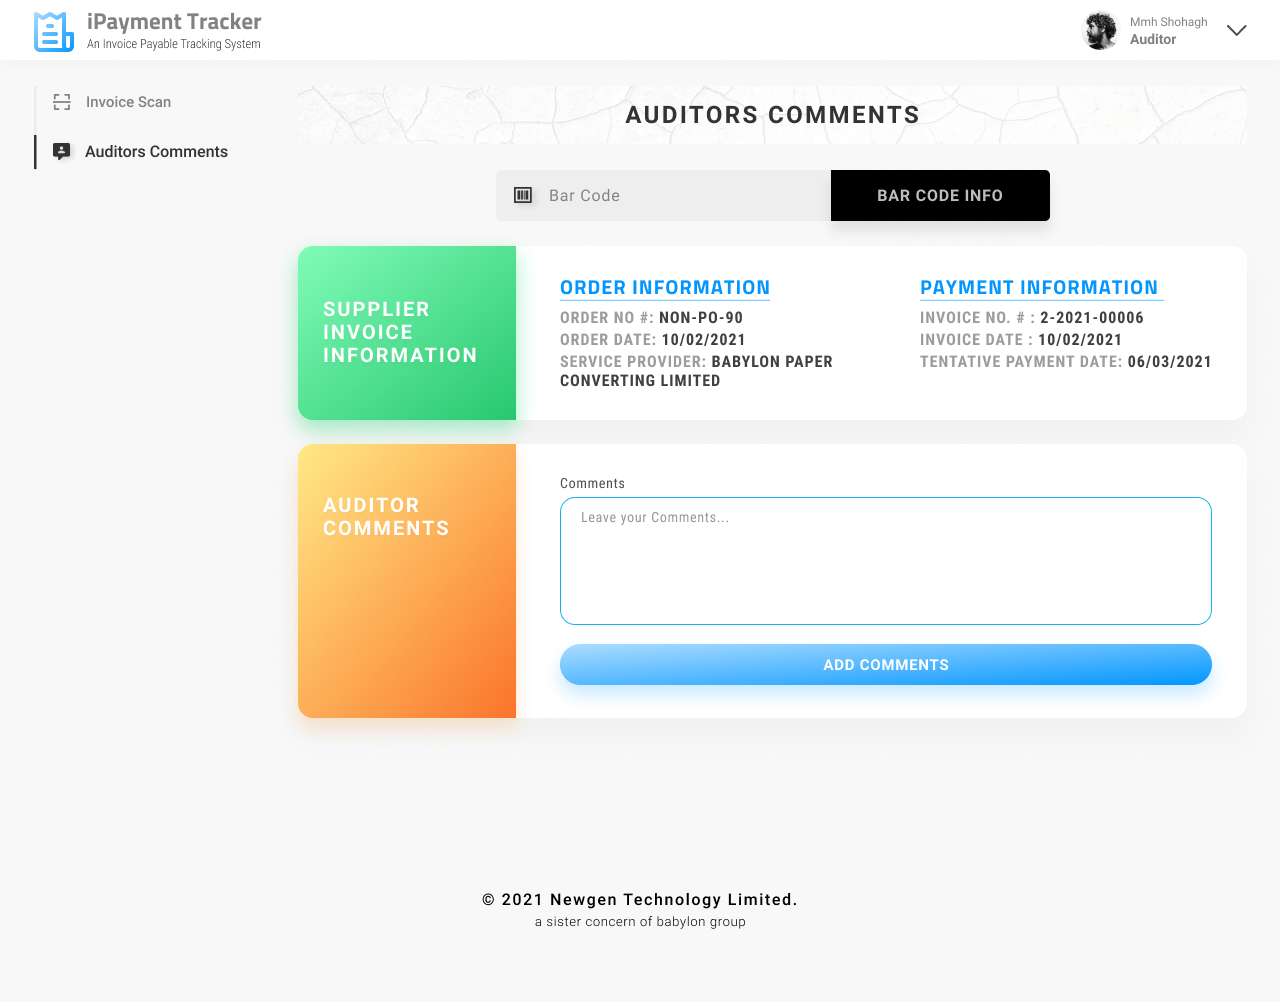 iPayment Tracker
An Invoice Payable Tracking System
Mmh Shohagh
Auditor
Invoice Scan
Auditors Comments
AUDITORS COMMENTS
Bar Code
BAR CODE INFO
SUPPLIER
INVOICE
INFORMATION
ORDER INFORMATION
ORDER NO #: NON-PO-90
ORDER DATE: 10/02/2021
SERVICE PROVIDER: BABYLON PAPER
CONVERTING LIMITED
PAYMENT INFORMATION
INVOICE NO. # : 2-2021-00006
INVOICE DATE : 10/02/2021
TENTATIVE PAYMENT DATE: 06/03/2021
AUDITOR
COMMENTS
Comments
Leave your Comments...
ADD COMMENTS
© 2021 Newgen Technology Limited.
a sister concern of babylon group